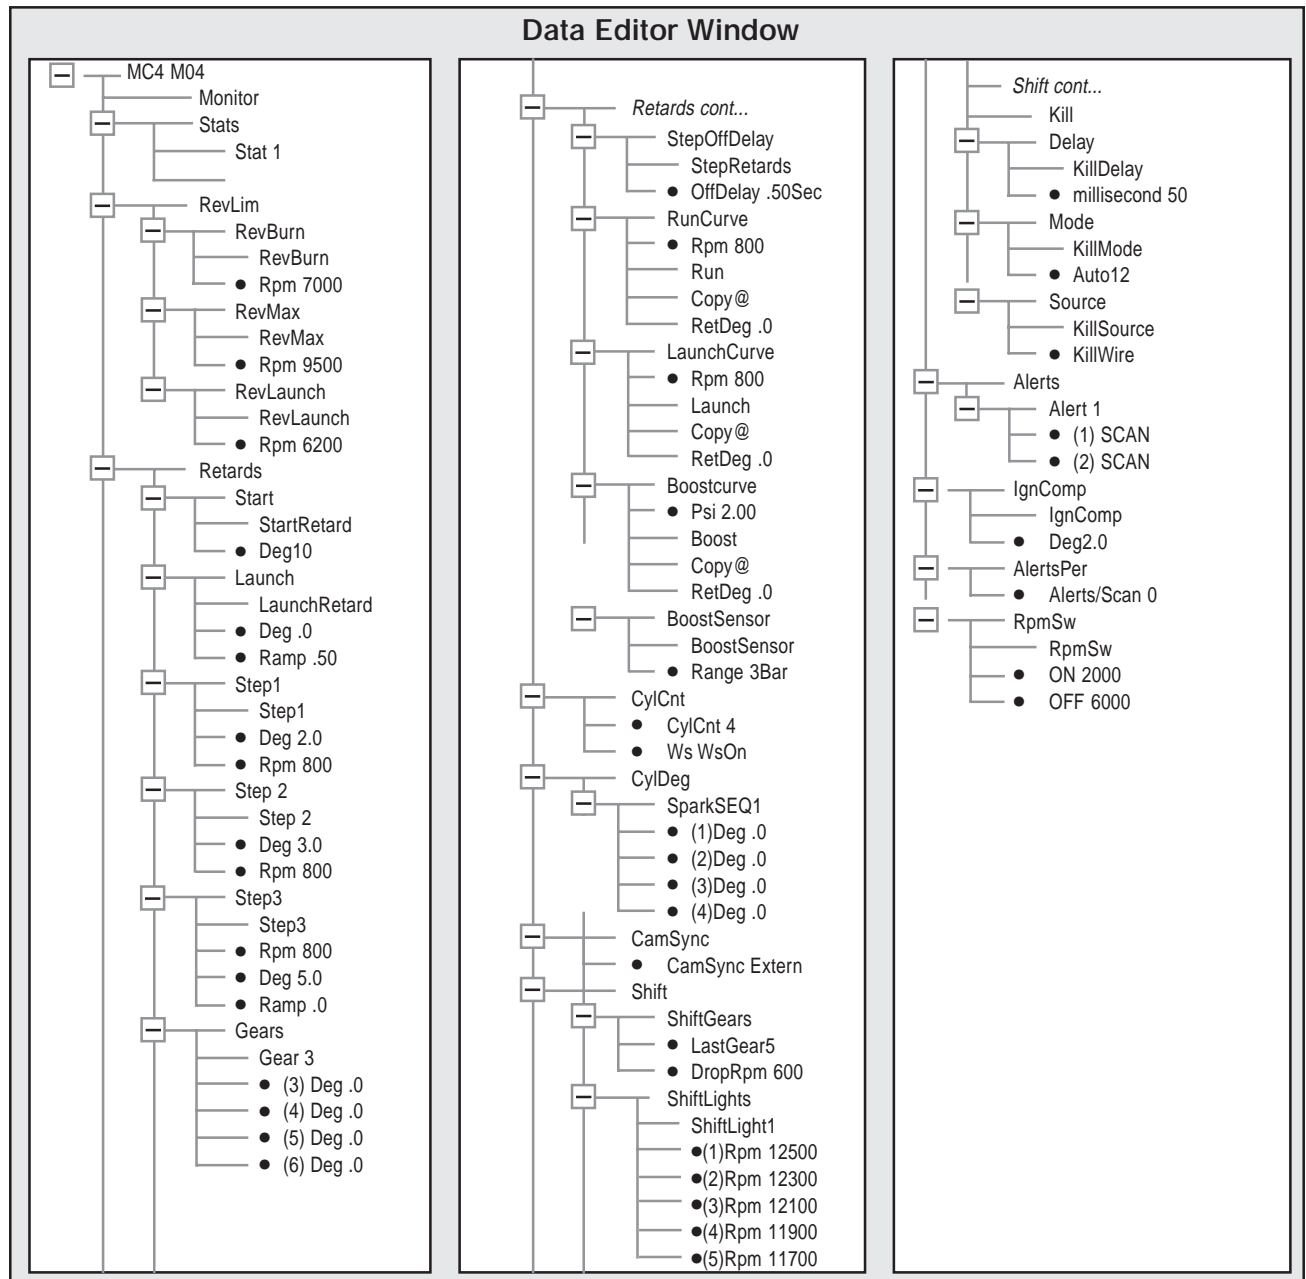 Data Editor Window
MC4 M04
Monitor
Stats
Stat 1
RevLim
RevBurn
RevBurn
● Rpm 7000
RevMax
RevMax
● Rpm 9500
RevLaunch
RevLaunch
● Rpm 6200
Retards
Start
StartRetard
● Deg10
Launch
LaunchRetard
● Deg .0
● Ramp .50
Step1
Step1
● Deg 2.0
● Rpm 800
Step 2
Step 2
● Deg 3.0
● Rpm 800
Step3
Step3
● Rpm 800
● Deg 5.0
● Ramp .0
Gears
Gear 3
● (3) Deg .0
● (4) Deg .0
● (5) Deg .0
● (6) Deg .0
Retards cont...
StepOffDelay
StepRetards
● OffDelay .50Sec
RunCurve
● Rpm 800
Run
Copy@
RetDeg .0
LaunchCurve
● Rpm 800
Launch
Copy@
RetDeg .0
Boostcurve
● Psi 2.00
Boost
Copy@
RetDeg .0
BoostSensor
BoostSensor
● Range 3Bar
CylCnt
● CylCnt 4
● Ws WsOn
CylDeg
SparkSEQ1
● (1)Deg .0
● (2)Deg .0
● (3)Deg .0
● (4)Deg .0
CamSync
● CamSync Extern
Shift
ShiftGears
● LastGear5
● DropRpm 600
ShiftLights
ShiftLight1
●(1)Rpm 12500
●(2)Rpm 12300
●(3)Rpm 12100
●(4)Rpm 11900
●(5)Rpm 11700
Shift cont...
Kill
Delay
KillDelay
● millisecond 50
Mode
KillMode
● Auto12
Source
KillSource
● KillWire
Alerts
Alert 1
● (1) SCAN
● (2) SCAN
IgnComp
IgnComp
● Deg2.0
AlertsPer
● Alerts/Scan 0
RpmSw
RpmSw
● ON 2000
● OFF 6000